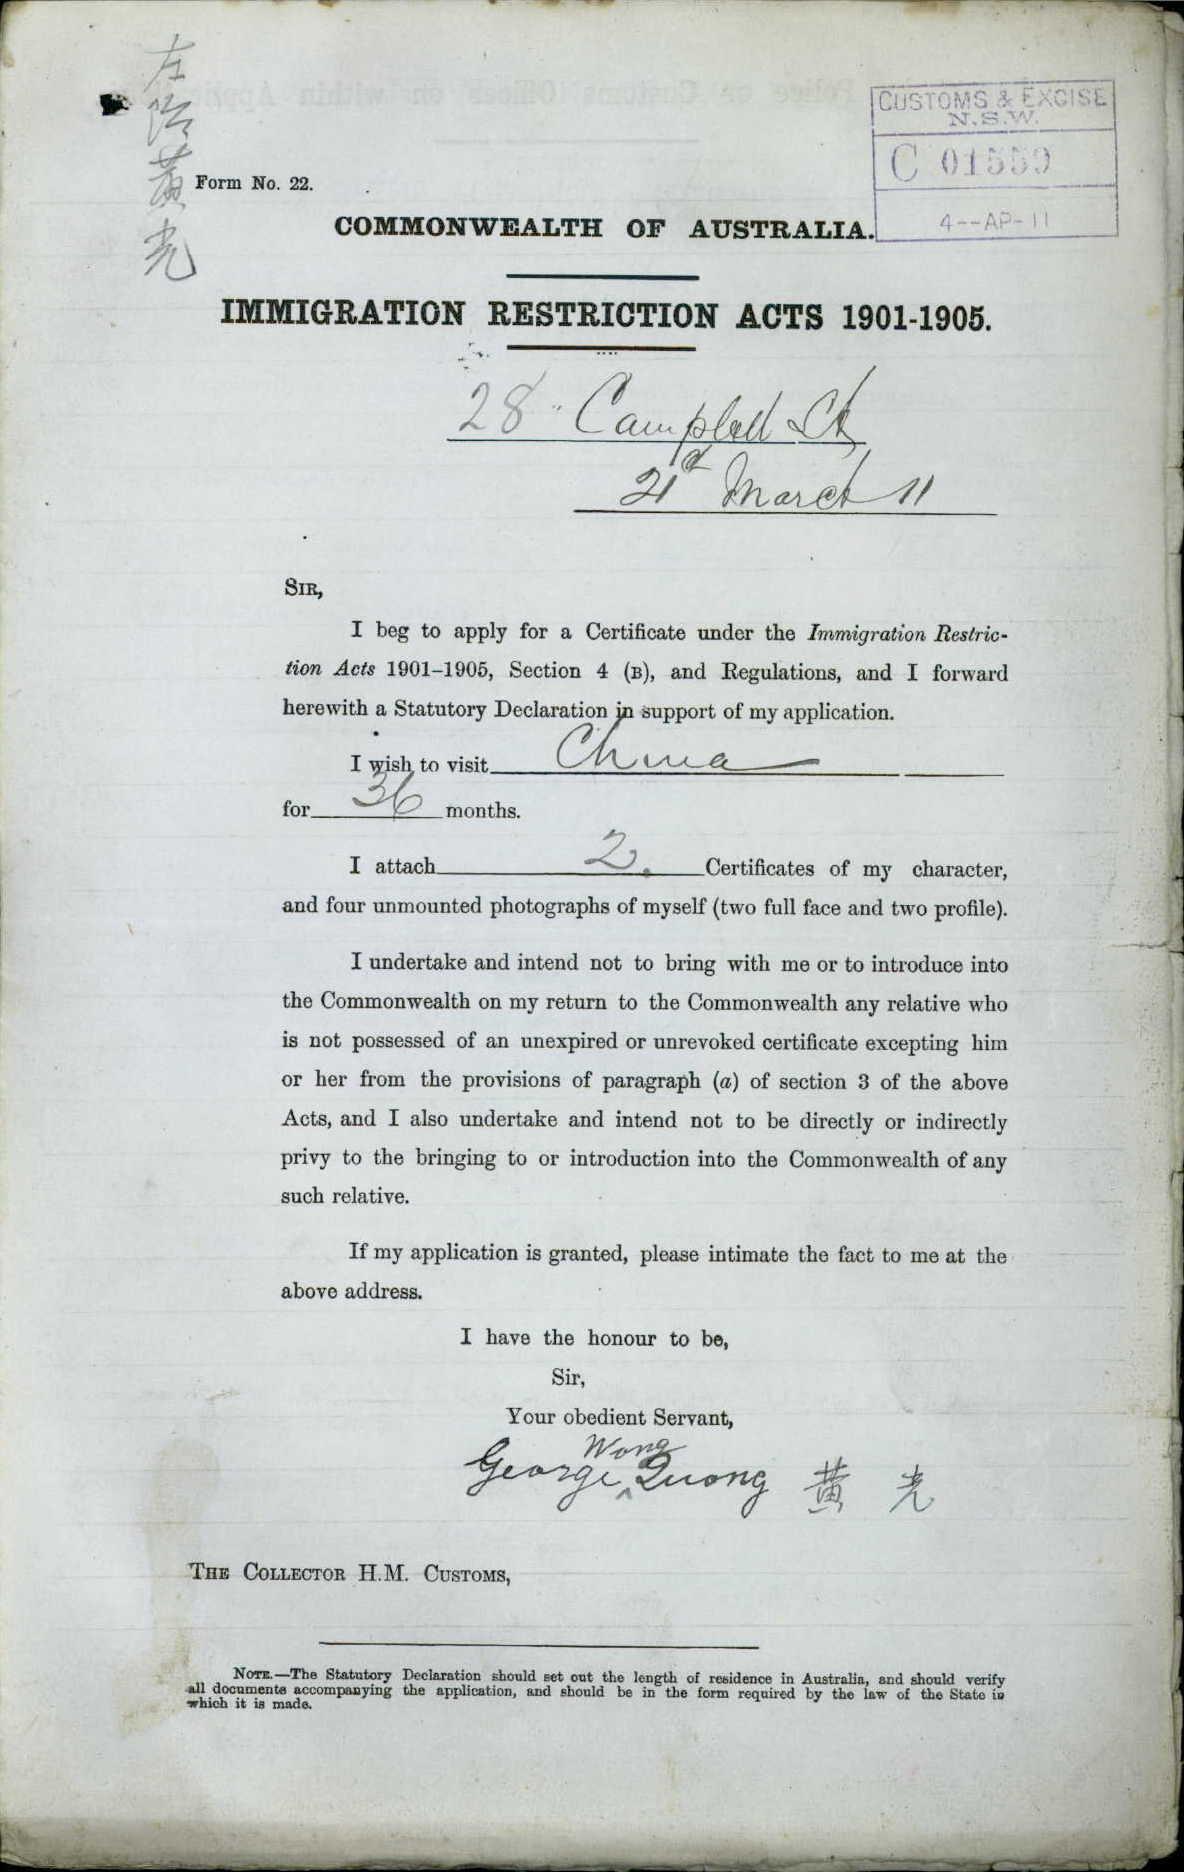 左治黃光
CUSTOMS & EXCISE
N.S.W.
C 01559
4--AP-11
Form No. 22.
COMMONWEALTH OF AUSTRALIA.
IMMIGRATION RESTRICTION ACTS 1901-1905.
28 Campbell St
21st March 11
SIR,
I beg to apply for a Certificate under the Immigration Restric-
tion Acts 1901-1905, Section 4 (B), and Regulations, and I forward
herewith a Statutory Declaration in support of my application.
I wish to visit China
for 36 months.
I attach 2. Certificates of my character,
and four unmounted photographs of myself (two full face and two profile).
I undertake and intend not to bring with me or to introduce into
the Commonwealth on my return to the Commonwealth any relative who
is not possessed of an unexpired or unrevoked certificate excepting him
or her from the provisions of paragraph (a) of section 3 of the above
Acts, and I also undertake and intend not to be directly or indirectly
privy to the bringing to or introduction into the Commonwealth of any
such relative.
If my application is granted, please intimate the fact to me at the
above address.
I have the honour to be,
Sir,
Your obedient Servant,
George Wong Quong 黃 光
THE COLLECTOR H.M. CUSTOMS,
NOTE.—The Statutory Declaration should set out the length of residence in Australia, and should verify
all documents accompanying the application, and should be in the form required by the law of the State in
which it is made.